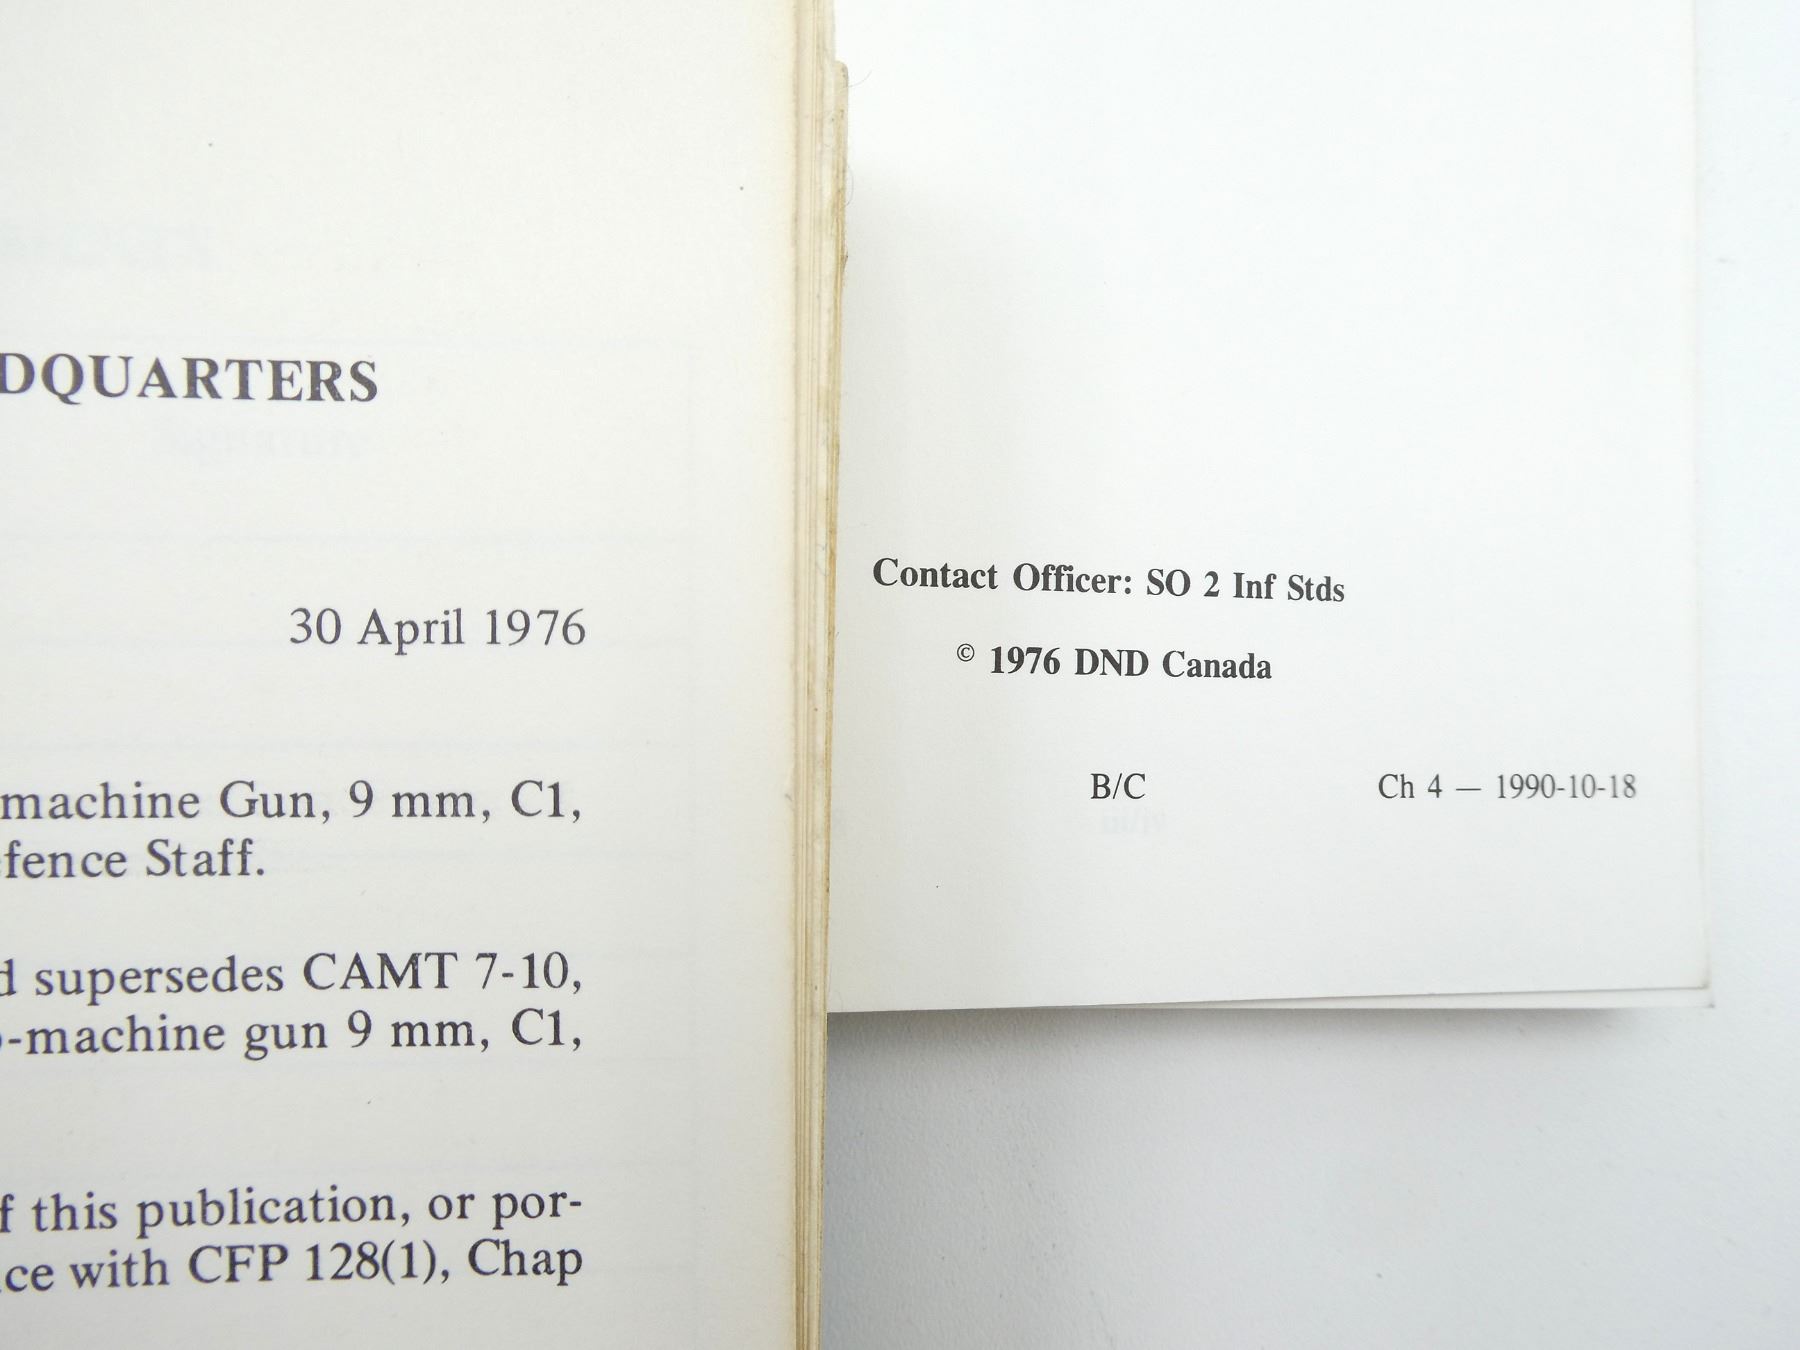 DQUARTERS
30 April 1976
machine Gun, 9 mm, C1,
fence Staff.
supersedes CAMT 7-10,
-machine gun 9 mm, C1,
f this publication, or por-
ce with CFP 128(1), Chap
Contact Officer: SO 2 Inf Stds
© 1976 DND Canada
B/C Ch 4 — 1990-10-18